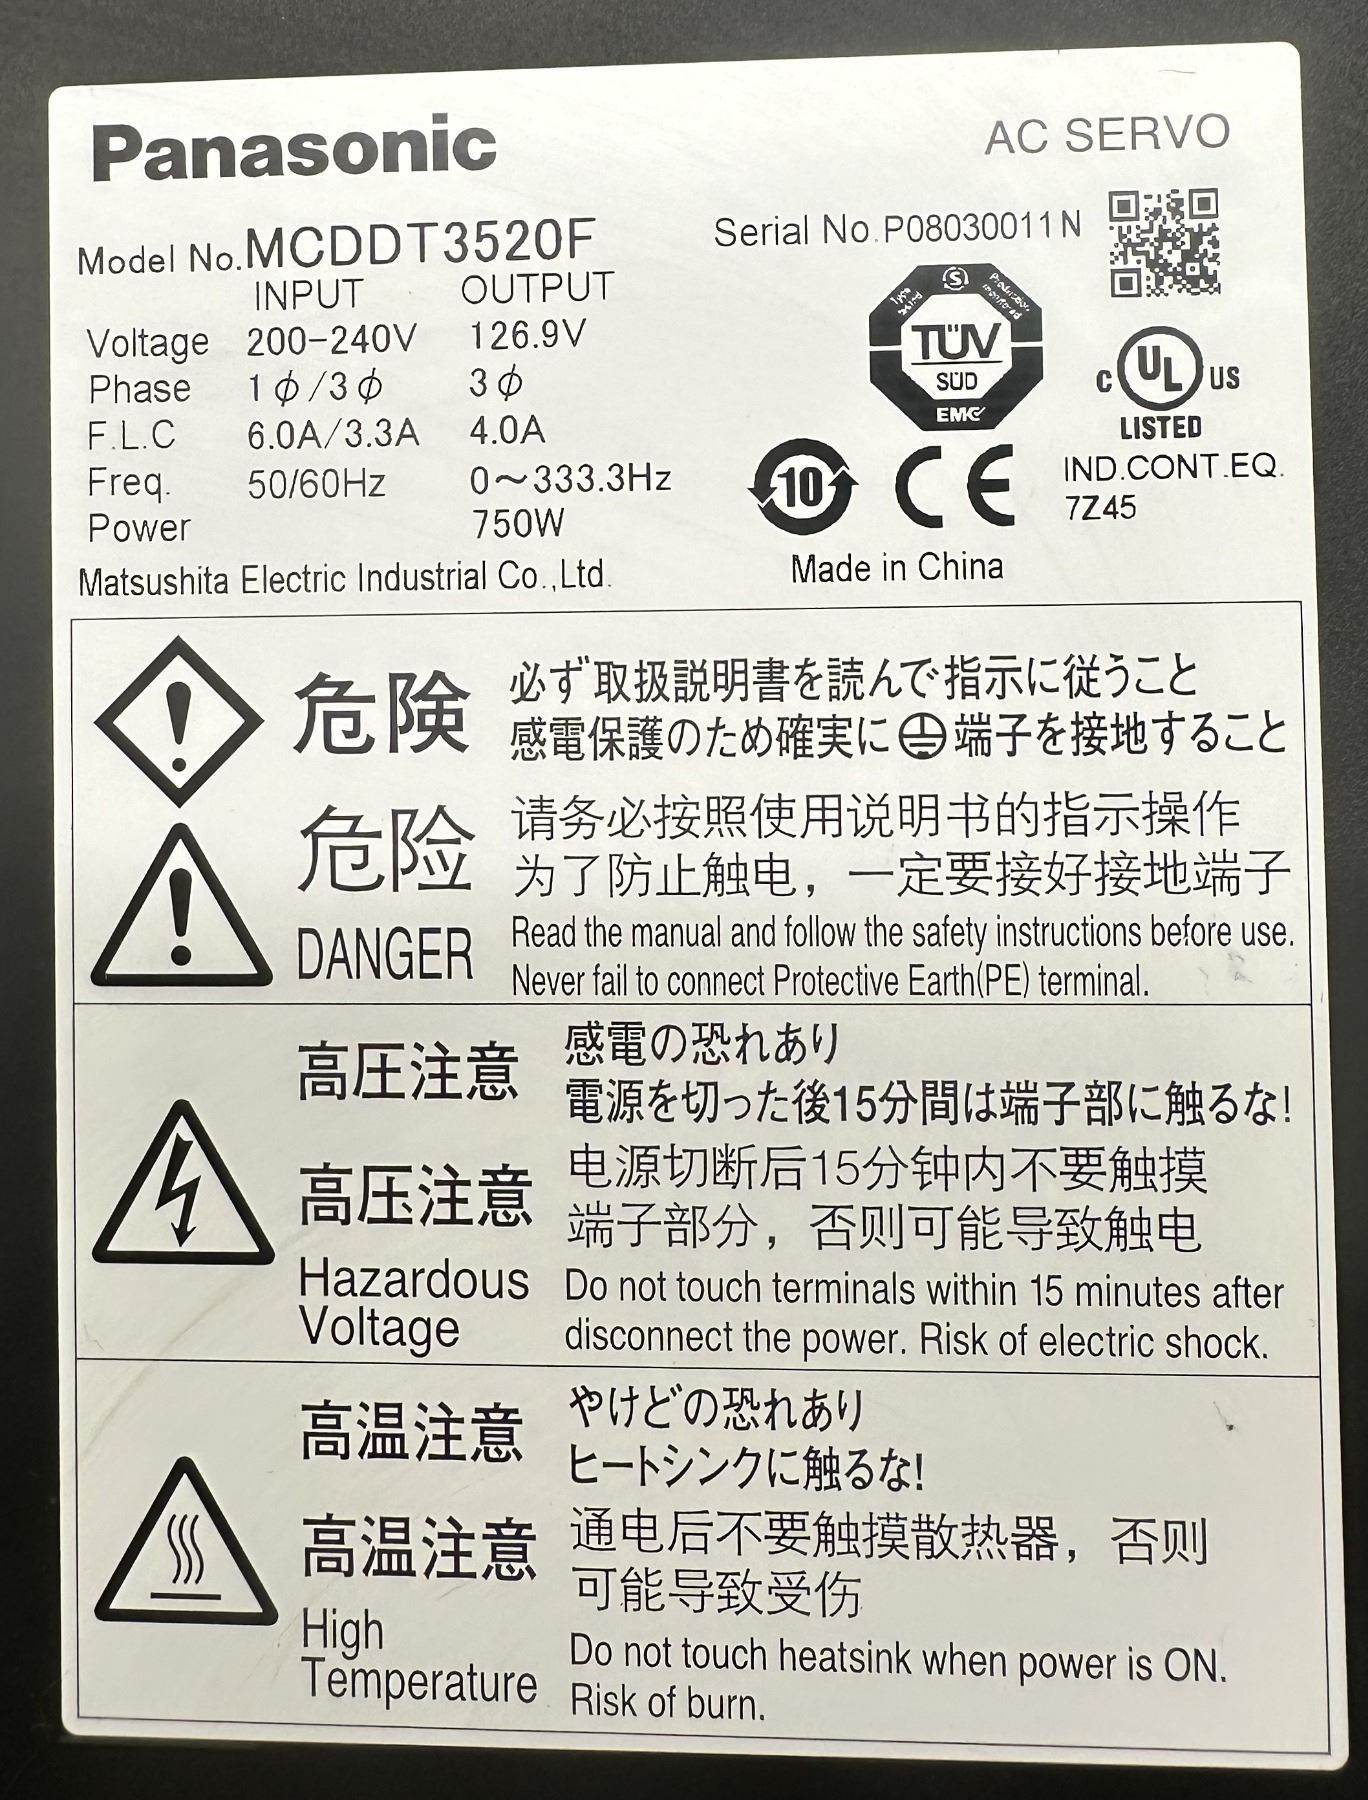 Panasonic
AC SERVO
Model No.MCDDT3520F
Serial No.P08030011N
INPUT OUTPUT
Voltage 200-240V 126.9V
Phase 1ϕ/3ϕ 3ϕ
F.L.C 6.0A/3.3A 4.0A
Freq. 50/60Hz 0～333.3Hz
Power 750W
Matsushita Electric Industrial Co.,Ltd.
TÜV
SÜD
EMC
C UL US
LISTED
IND.CONT.EQ.
7Z45
10
CE
Made in China
危険
必ず取扱説明書を読んで指示に従うこと
感電保護のため確実に端子を接地すること
危险
请务必按照使用说明书的指示操作
为了防止触电，一定要接好接地端子
DANGER
Read the manual and follow the safety instructions before use.
Never fail to connect Protective Earth(PE) terminal.
高圧注意
感電の恐れあり
電源を切った後15分間は端子部に触るな!
高压注意
电源切断后15分钟内不要触摸
端子部分，否则可能导致触电
Hazardous
Voltage
Do not touch terminals within 15 minutes after
disconnect the power. Risk of electric shock.
高温注意
やけどの恐れあり
ヒートシンクに触るな!
高温注意
通电后不要触摸散热器，否则
可能导致受伤
High
Temperature
Do not touch heatsink when power is ON.
Risk of burn.